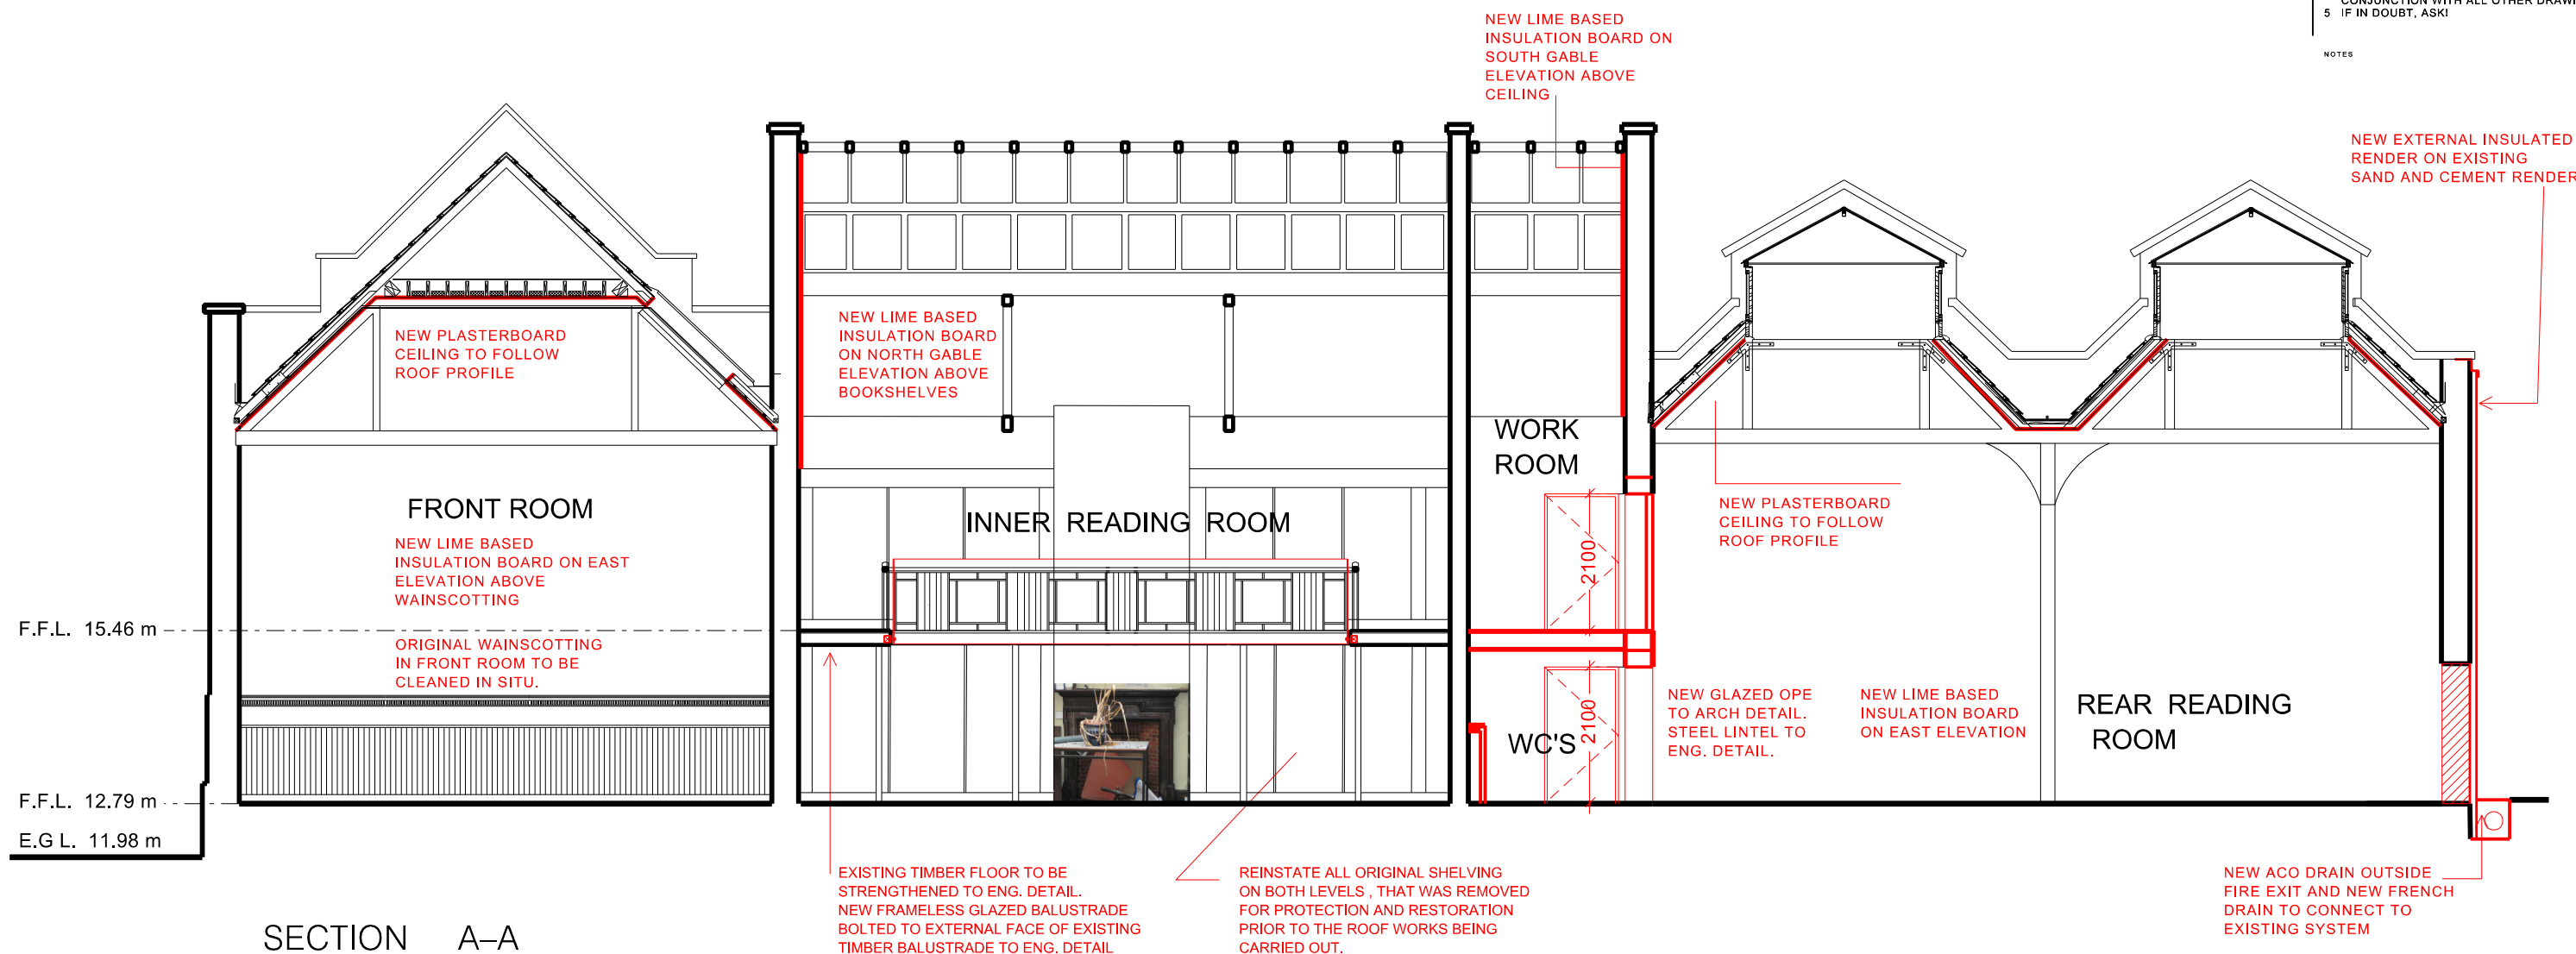 CONJUNCTION WITH ALL OTHER
5 IF IN DOUBT, ASK!
NOTES
NEW LIME BASED
INSULATION BOARD ON
SOUTH GABLE
ELEVATION ABOVE
CEILING
NEW EXTERNAL INSULATED
RENDER ON EXISTING
SAND AND CEMENT RENDER
NEW PLASTERBOARD
CEILING TO FOLLOW
ROOF PROFILE
NEW LIME BASED
INSULATION BOARD
ON NORTH GABLE
ELEVATION ABOVE
BOOKSHELVES
WORK
ROOM
FRONT ROOM
INNER READING ROOM
NEW PLASTERBOARD
CEILING TO FOLLOW
ROOF PROFILE
NEW LIME BASED
INSULATION BOARD ON EAST
ELEVATION ABOVE
WAINSCOTTING
2100
F.F.L. 15.46 m
ORIGINAL WAINSCOTTING
IN FRONT ROOM TO BE
CLEANED IN SITU.
NEW GLAZED OPE
TO ARCH DETAIL.
STEEL LINTEL TO
ENG. DETAIL.
NEW LIME BASED
INSULATION BOARD
ON EAST ELEVATION
REAR READING
ROOM
WC'S
2100
F.F.L. 12.79 m
E.G L. 11.98 m
EXISTING TIMBER FLOOR TO BE
STRENGTHENED TO ENG. DETAIL.
NEW FRAMELESS GLAZED BALUSTRADE
BOLTED TO EXTERNAL FACE OF EXISTING
TIMBER BALUSTRADE TO ENG. DETAIL
REINSTATE ALL ORIGINAL SHELVING
ON BOTH LEVELS , THAT WAS REMOVED
FOR PROTECTION AND RESTORATION
PRIOR TO THE ROOF WORKS BEING
CARRIED OUT.
NEW ACO DRAIN OUTSIDE
FIRE EXIT AND NEW FRENCH
DRAIN TO CONNECT TO
EXISTING SYSTEM
SECTION A–A